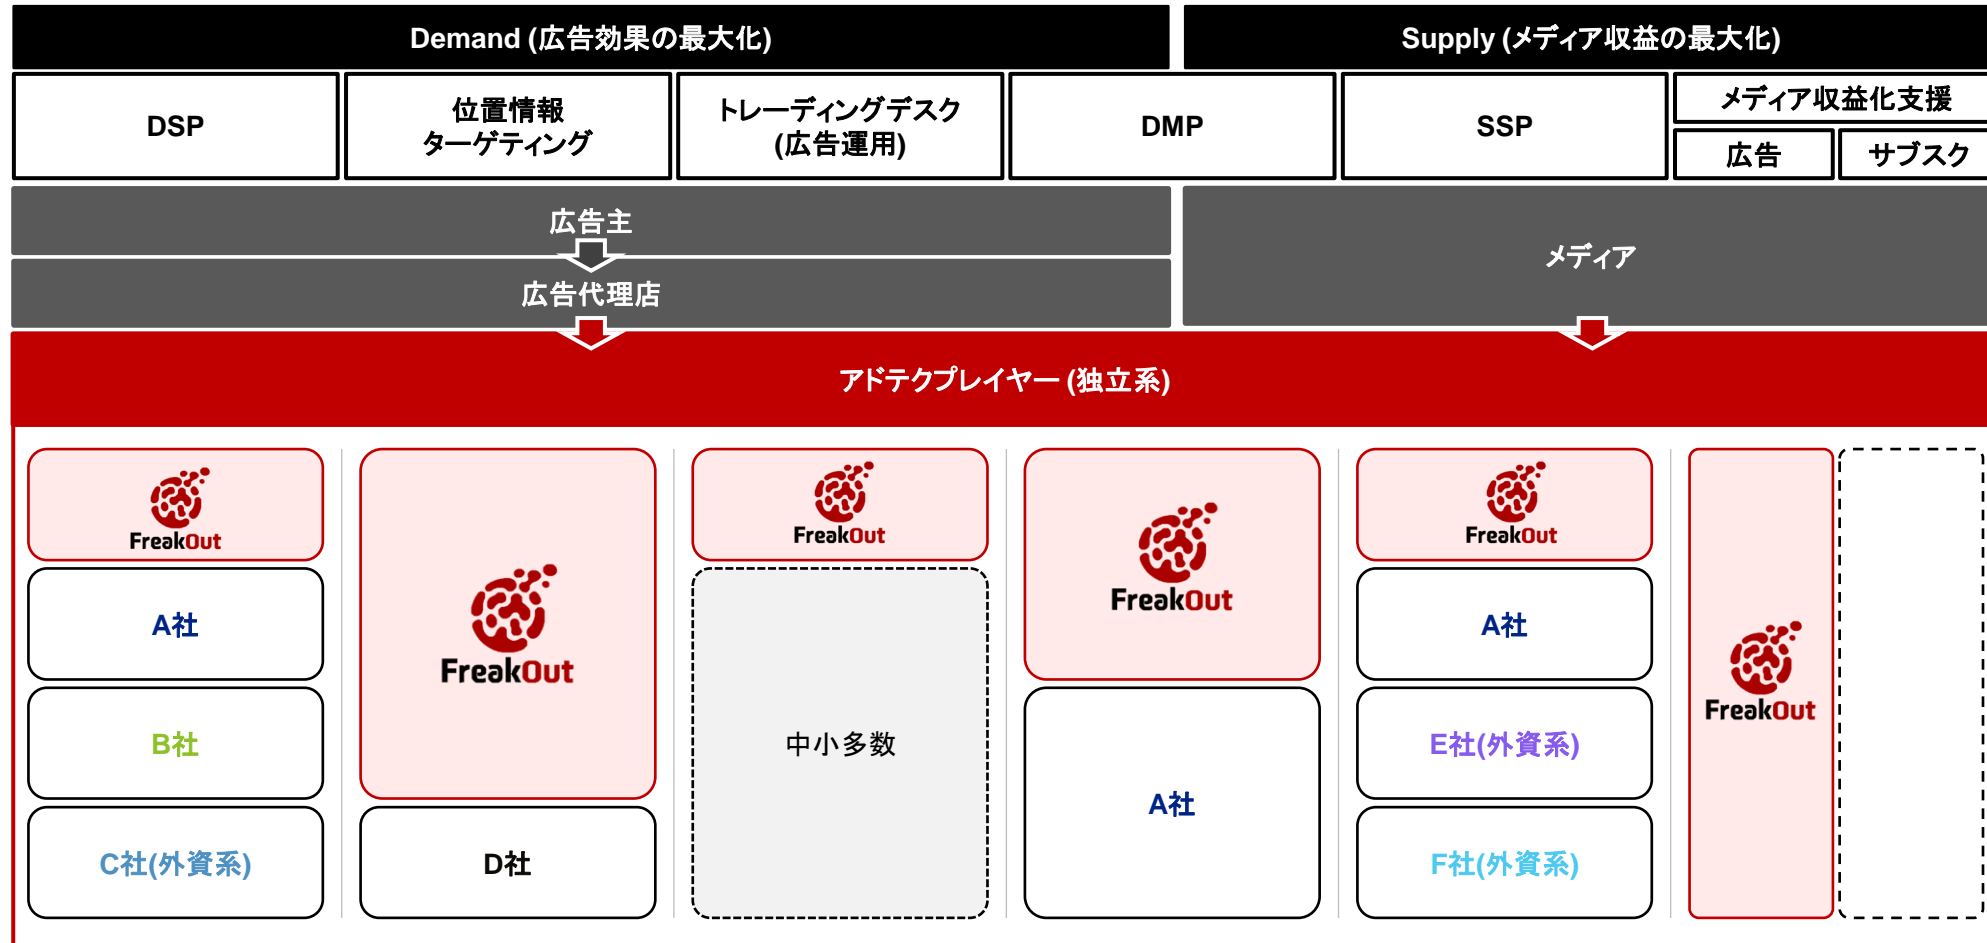 Demand (広告効果の最大化)
Supply (メディア収益の最大化)
DSP
位置情報
ターゲティング
トレーディングデスク
(広告運用)
DMP
SSP
メディア収益化支援
広告
サブスク
広告主
広告代理店
メディア
アドテクプレイヤー (独立系)
FreakOut
A社
B社
C社(外資系)
FreakOut
D社
FreakOut
中小多数
FreakOut
A社
FreakOut
A社
E社(外資系)
F社(外資系)
FreakOut